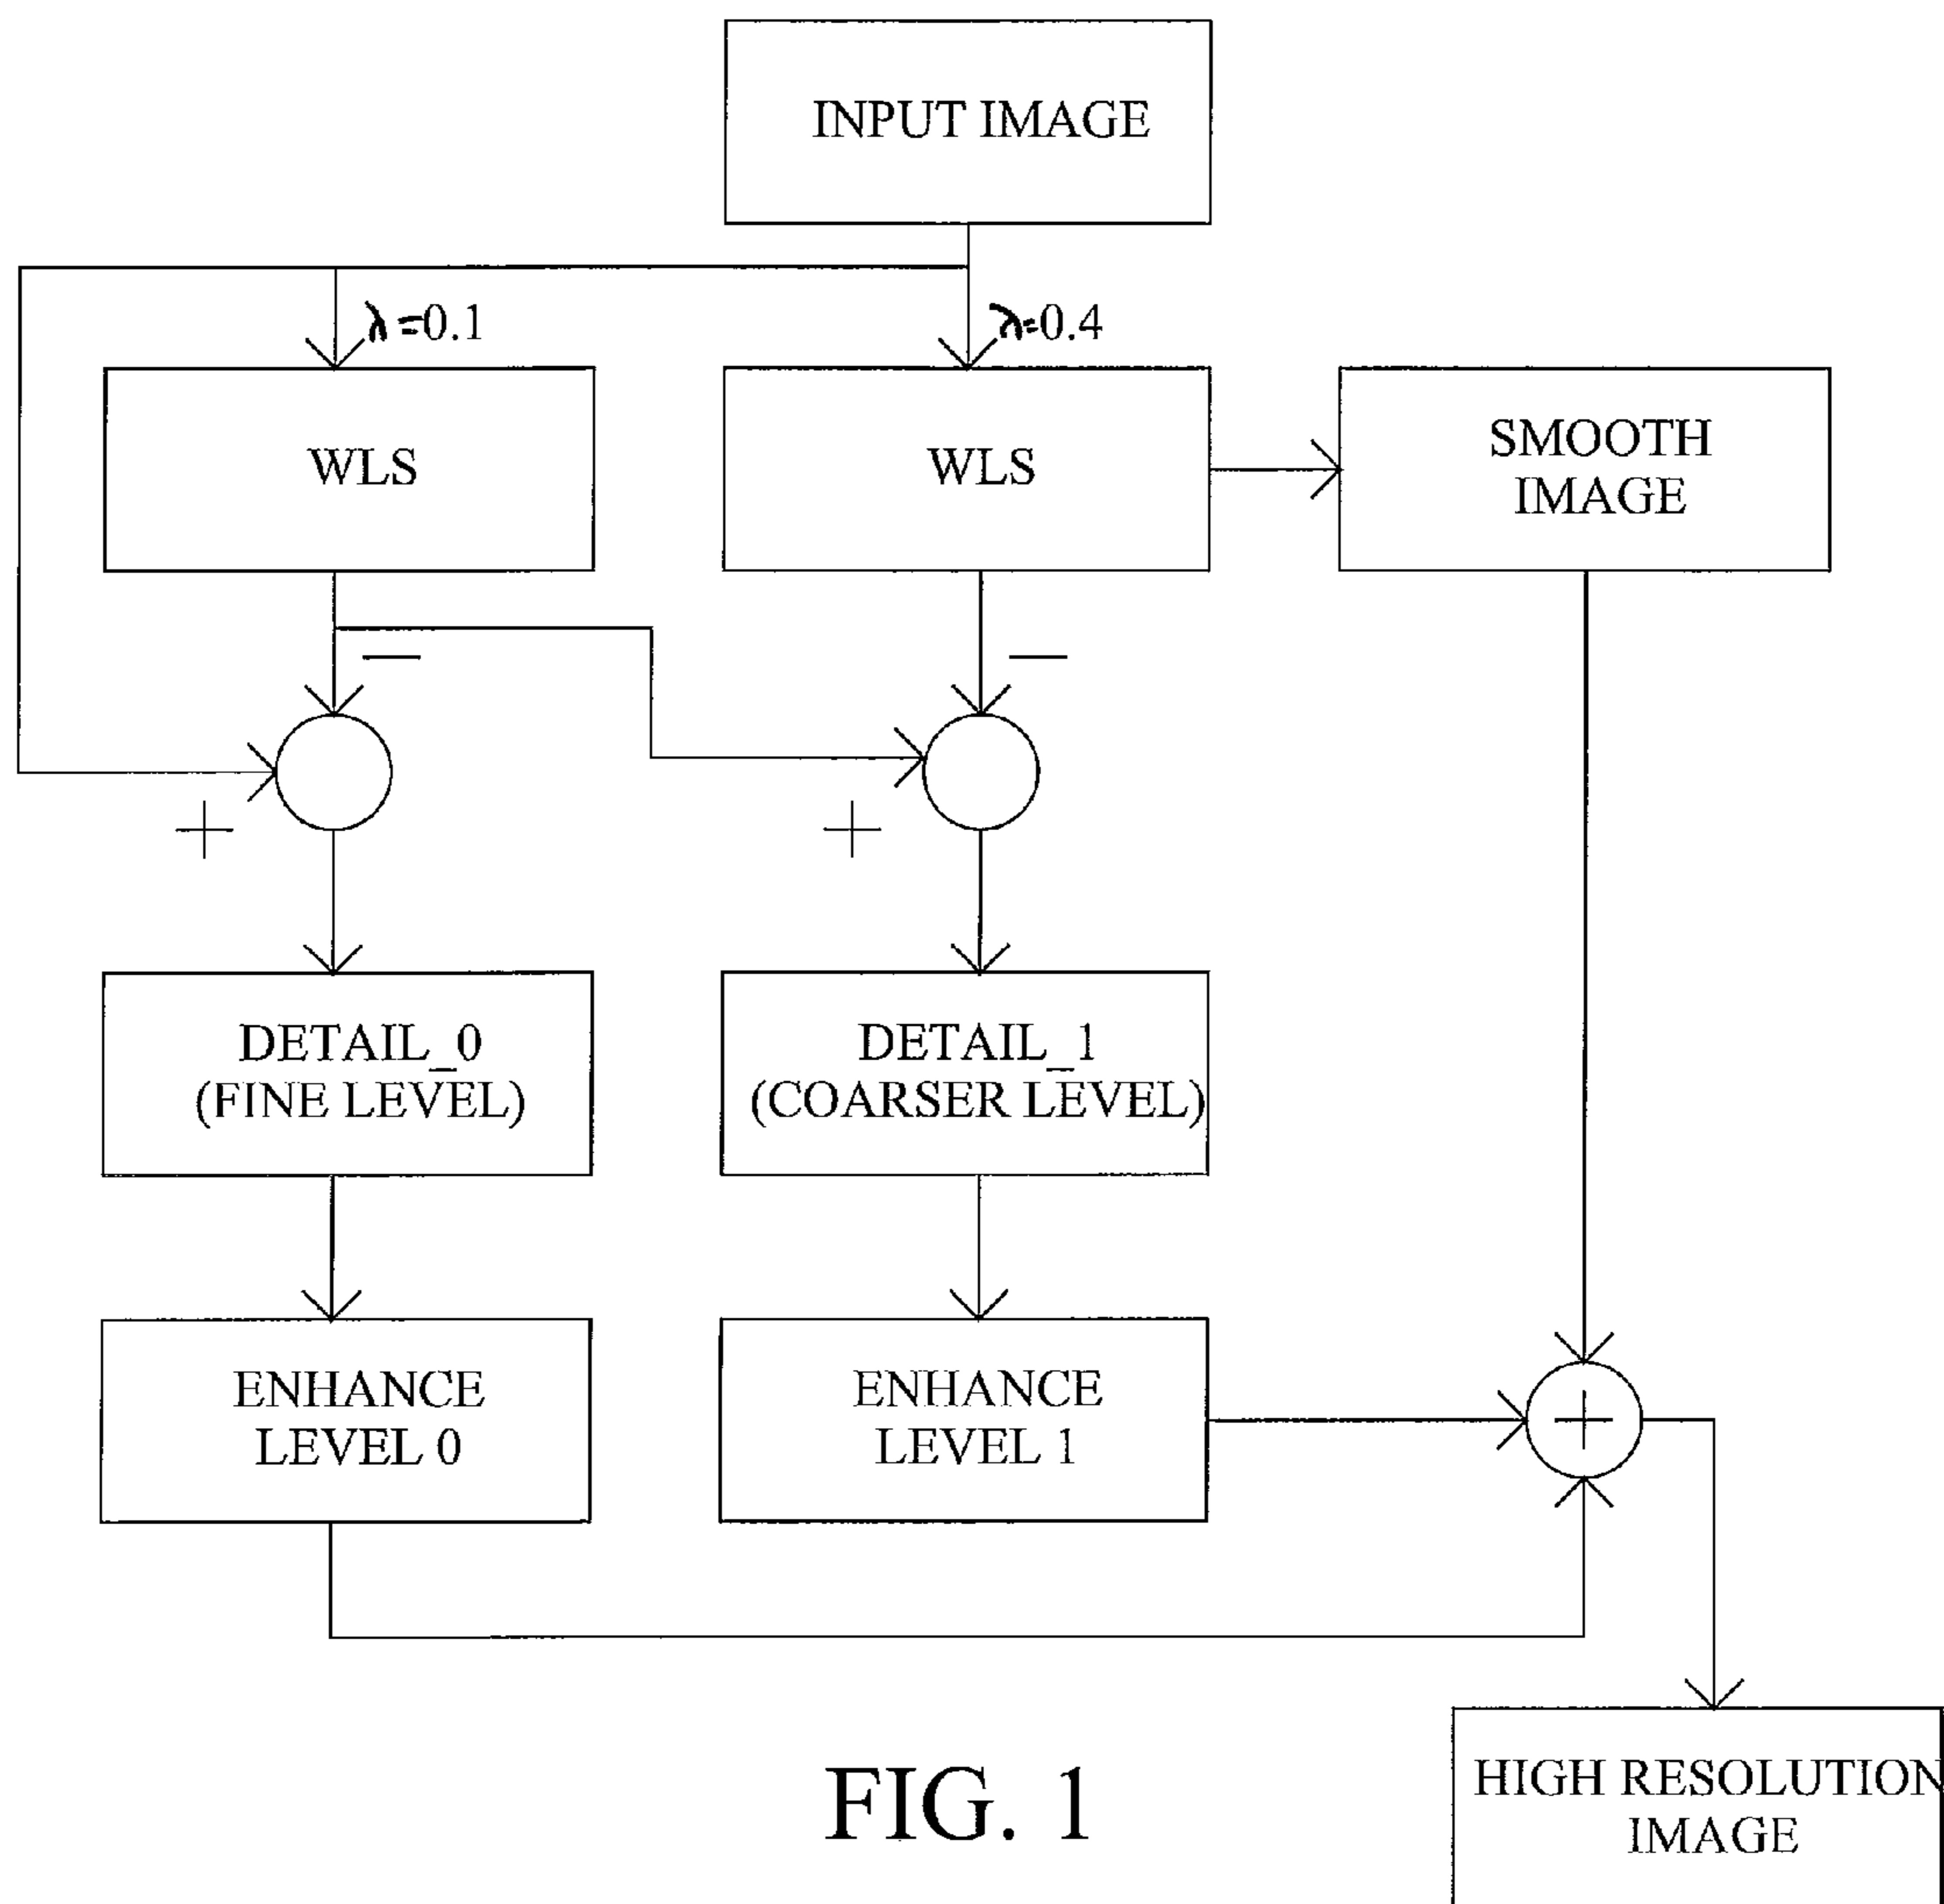 INPUT IMAGE
λ=0.1
λ=0.4
WLS
WLS
SMOOTH
IMAGE
—
—
+
+
DETAIL_0
(FINE LEVEL)
DETAIL_1
(COARSER LEVEL)
ENHANCE
LEVEL 0
ENHANCE
LEVEL 1
+
HIGH RESOLUTION
IMAGE
FIG. 1